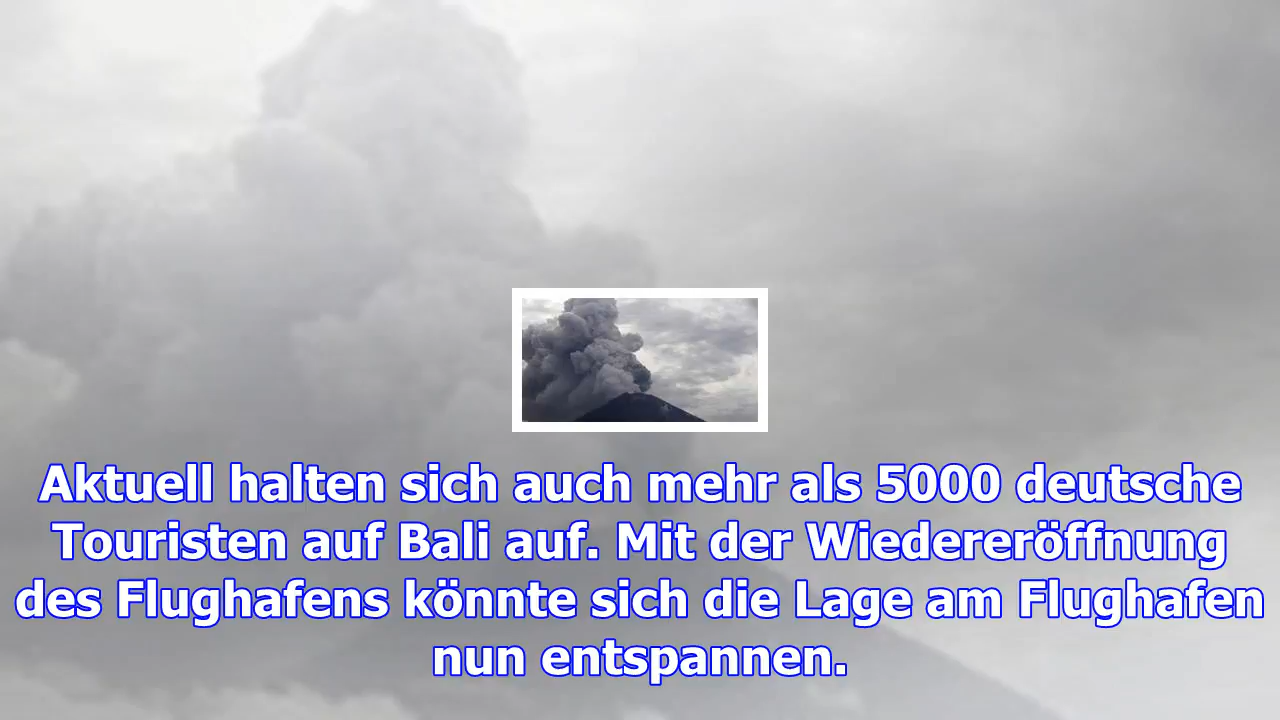 Aktuell halten sich auch mehr als 5000 deutsche
Touristen auf Bali auf. Mit der Wiedereröffnung
des Flughafens könnte sich die Lage am Flughafen
nun entspannen.